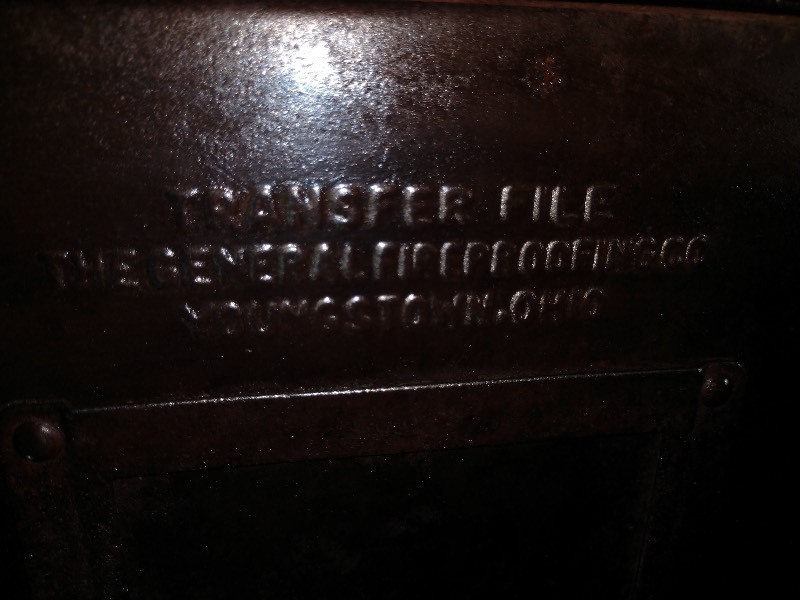 TRANSFER FILE
THE GENERAL FIREPROOFING CO
YOUNGSTOWN, OHIO